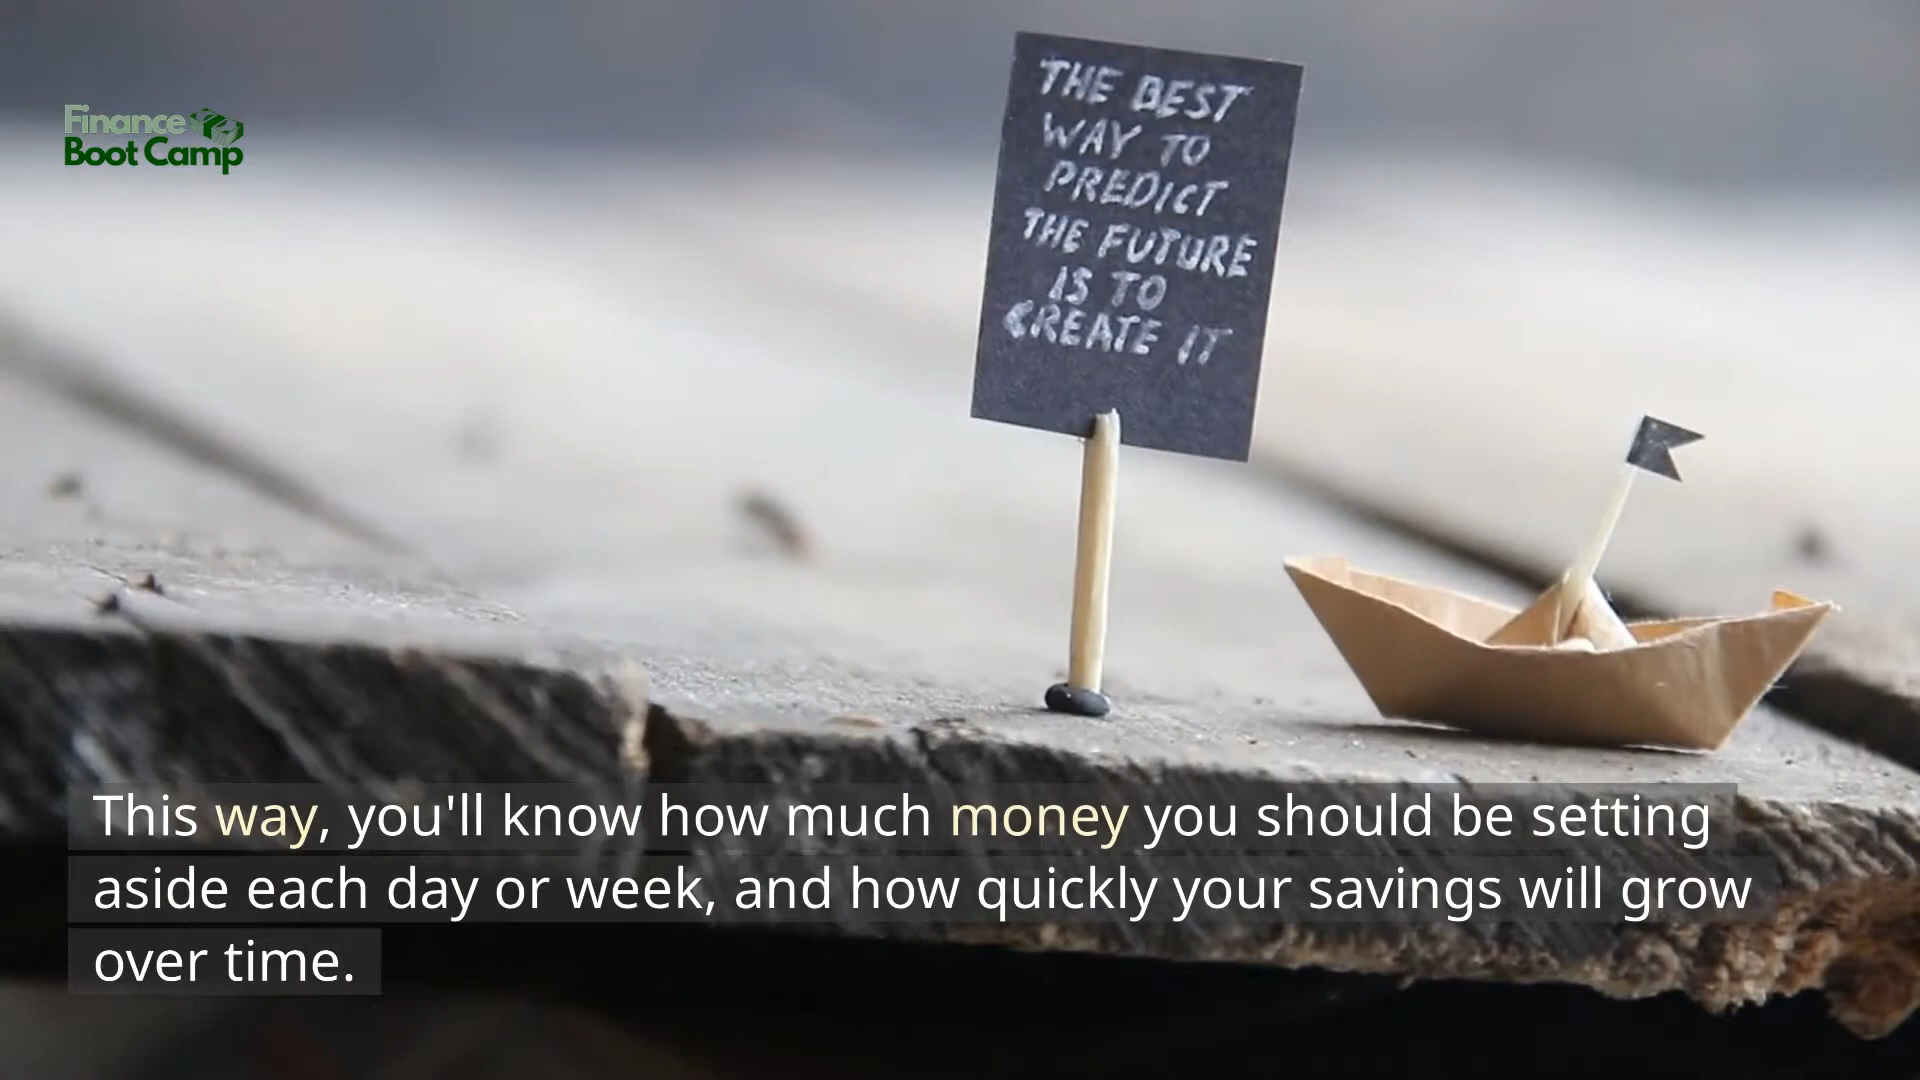 Finance
Boot Camp
THE BEST
WAY TO
PREDICT
THE FUTURE
IS TO
CREATE IT
This way, you'll know how much money you should be setting
aside each day or week, and how quickly your savings will grow
over time.